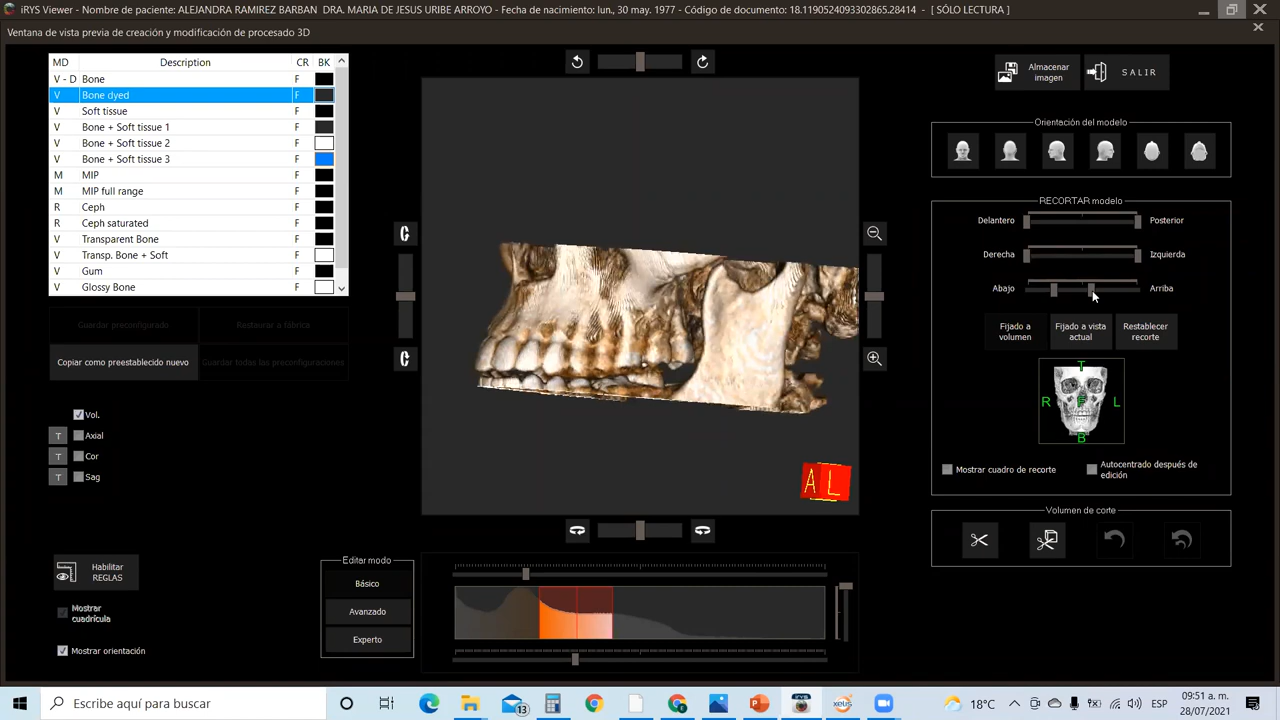 iRYS Viewer - Nombre de paciente: ALEJANDRA RAMIREZ BARBAN DRA. MARIA DE JESUS URIBE ARROYO - Fecha de nacimiento: lun., 30 may. 1977 - Código de documento: 18.1190524093302865.28414 - [ SÓLO LECTURA ]
Ventana de vista previa de creación y modificación de procesado 3D
MD Description CR BK
V - D Bone F
V Bone dyed F
V Soft tissue F
V Bone + Soft tissue 1 F
V Bone + Soft tissue 2 F
V Bone + Soft tissue 3 F
M MIP F
M MIP full range F
R Ceph F
R Ceph saturated F
V Transparent Bone F
V Transp. Bone + Soft F
V Gum F
V Glossy Bone F
Guardar preconfigurado
Restaurar a fábrica
Copiar como preestablecido nuevo
Guardar todas las preconfiguraciones
Vol.
T Axial
T Cor
T Sag
Habilitar
REGLAS
Mostrar
cuadrícula
Mostrar orientación
Editar modo
Básico
Avanzado
Experto
A L
Almacenar
imagen
SALIR
Orientación del modelo
RECORTAR modelo
Delantero Posterior
Derecha Izquierda
Abajo Arriba
Fijado a
volumen
Fijado a vista
actual
Restablecer
recorte
T
R F L
B
Mostrar cuadro de recorte
Autocentrado después de
edición
Volumen de corte
Escribe aquí para buscar
13
xelis
18°C
ESP
09:51 a. m.
28/07/2021